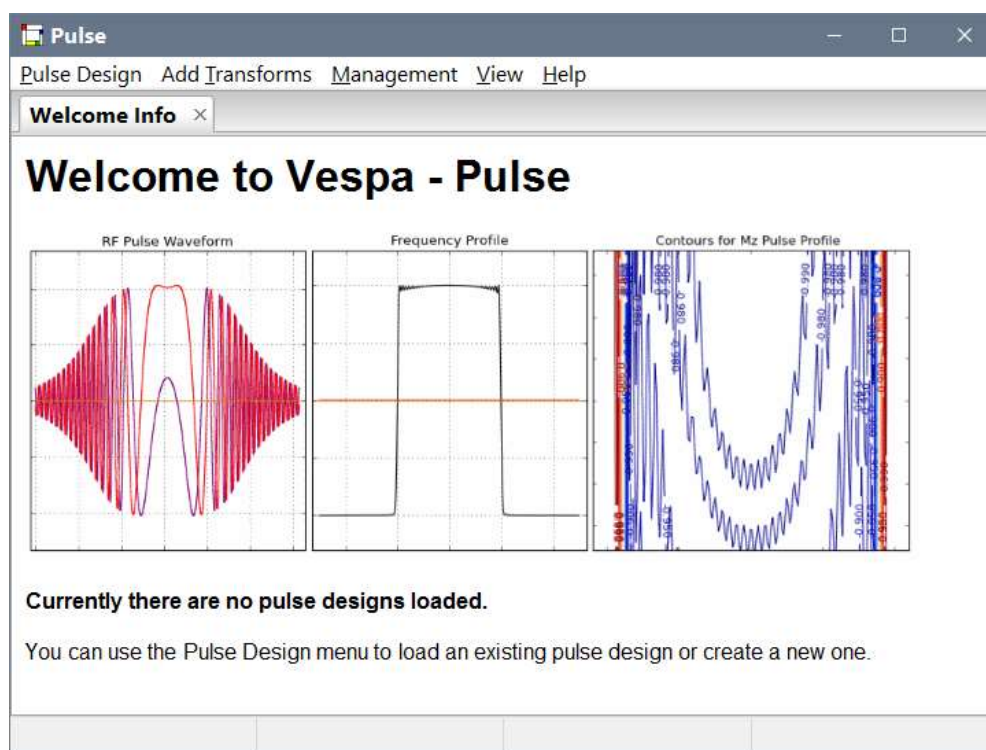 Pulse
Pulse Design Add Transforms Management View Help
Welcome Info
Welcome to Vespa - Pulse
RF Pulse Waveform
Frequency Profile
Contours for Mz Pulse Profile
Currently there are no pulse designs loaded.
You can use the Pulse Design menu to load an existing pulse design or create a new one.